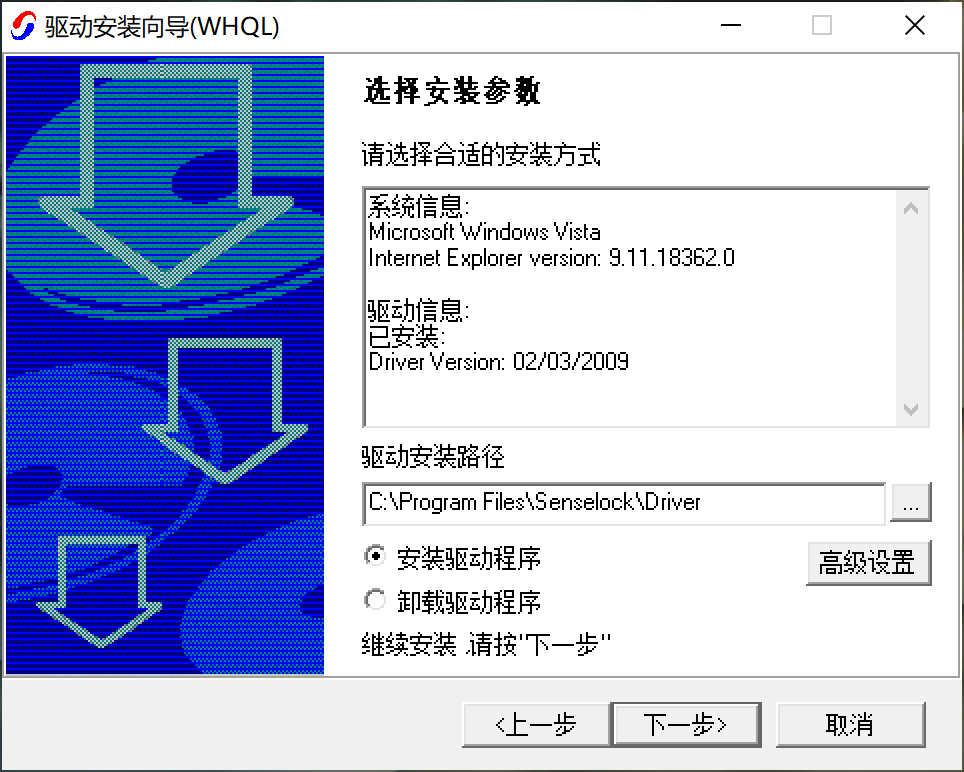 驱动安装向导(WHQL)
选择安装参数
请选择合适的安装方式
系统信息:
Microsoft Windows Vista
Internet Explorer version: 9.11.18362.0
驱动信息:
已安装:
Driver Version: 02/03/2009
驱动安装路径
C:\Program Files\Senselock\Driver
...
安装驱动程序
高级设置
卸载驱动程序
继续安装 .请按"下一步"
<上一步
下一步>
取消